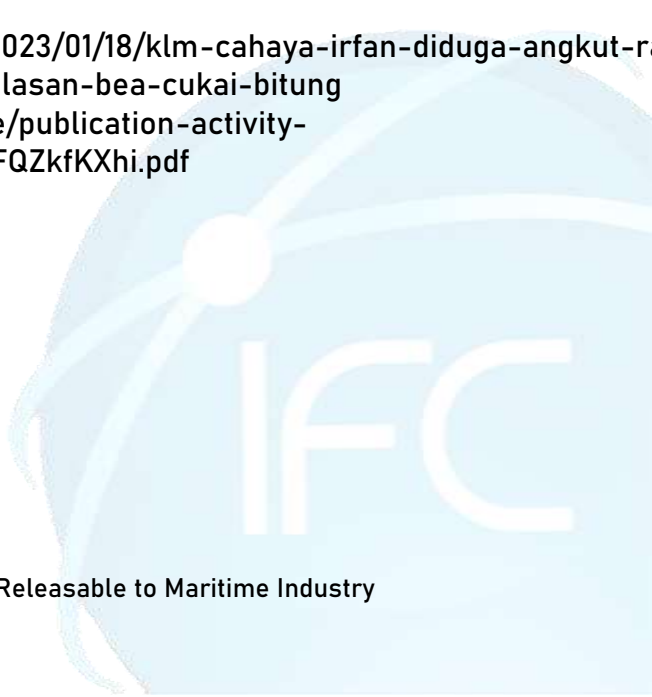 023/01/18/klm-cahaya-irfan-diduga-angkut-ra
lasan-bea-cukai-bitung
e/publication-activity-
FQZkfKXhi.pdf
IFC
Releasable to Maritime Industry